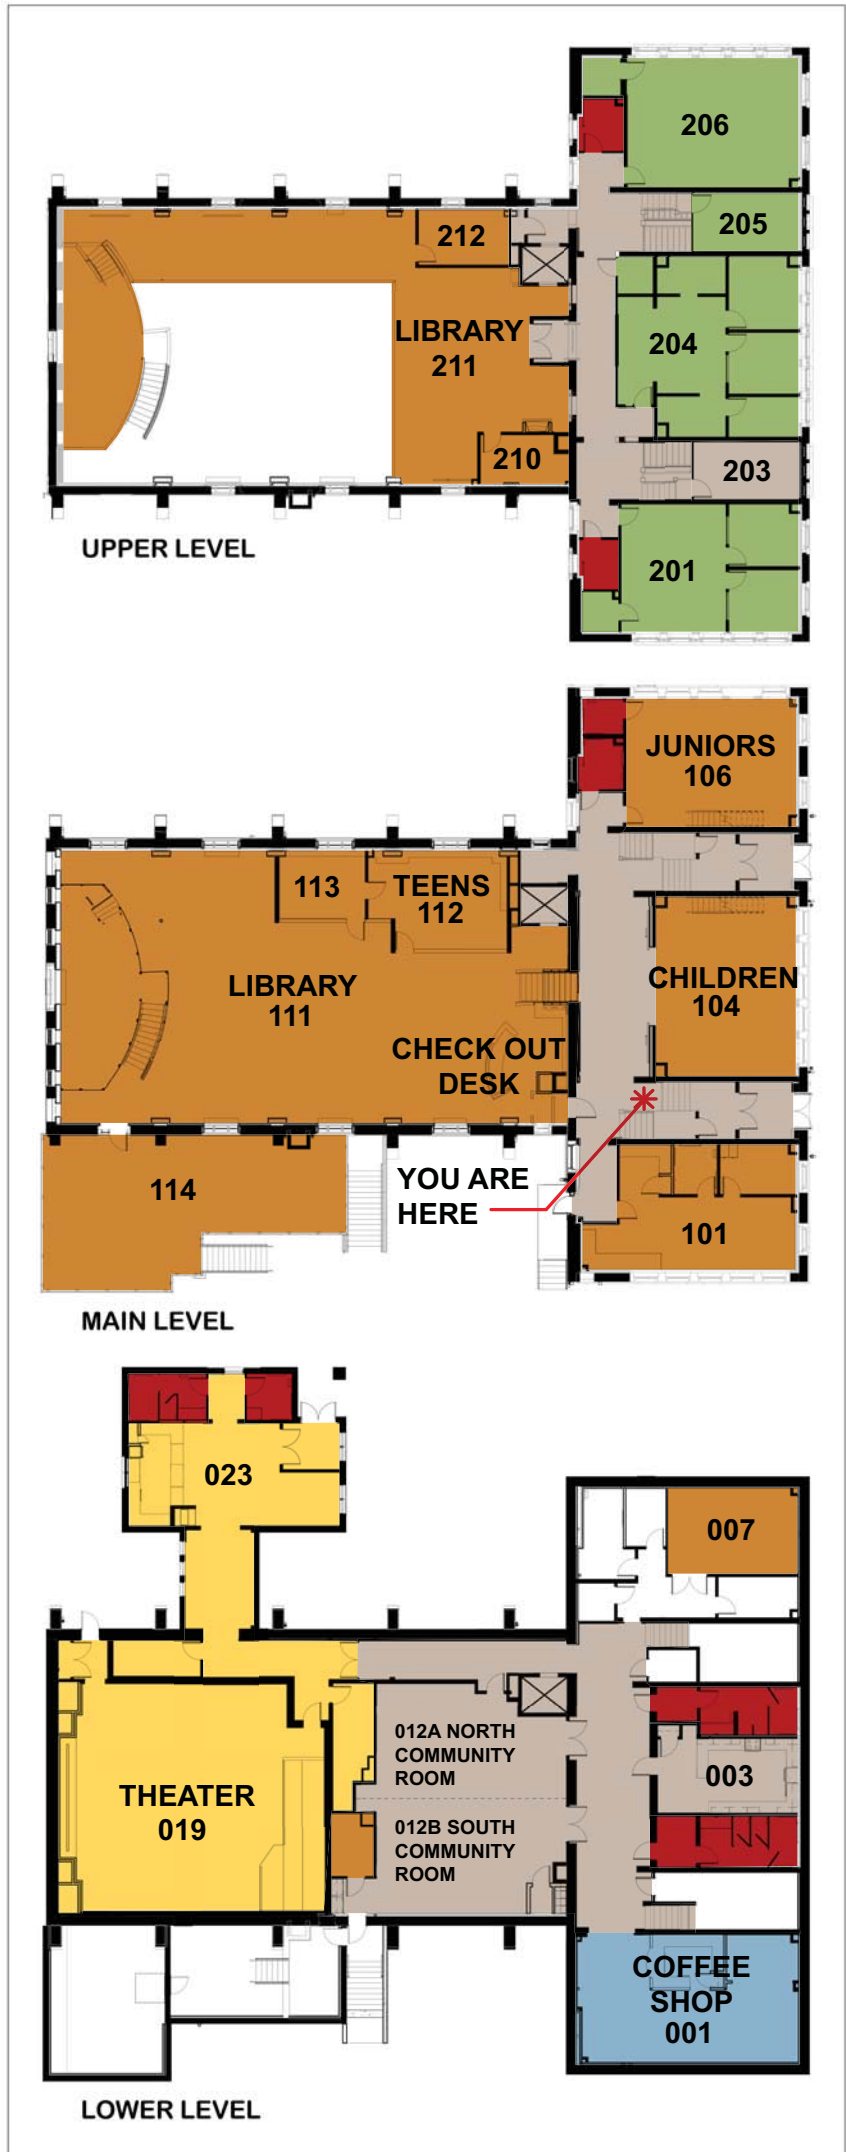 206
205
212
LIBRARY
211
204
210
203
201
UPPER LEVEL
JUNIORS
106
113
TEENS
112
LIBRARY
111
CHILDREN
104
CHECK OUT
DESK
114
YOU ARE
HERE
101
MAIN LEVEL
023
007
012A NORTH
COMMUNITY
ROOM
003
THEATER
019
012B SOUTH
COMMUNITY
ROOM
COFFEE
SHOP
001
LOWER LEVEL